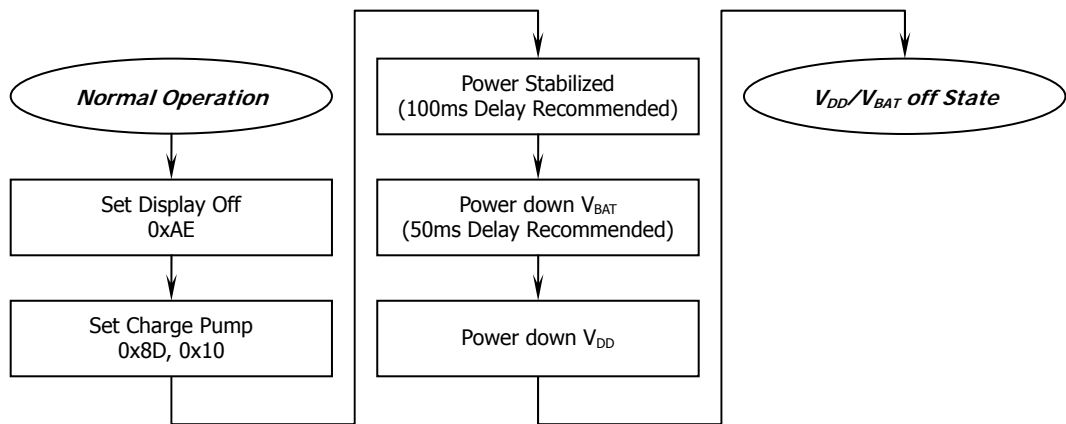 Normal Operation
Set Display Off
0xAE
Set Charge Pump
0x8D, 0x10
Power Stabilized
(100ms Delay Recommended)
Power down VBAT
(50ms Delay Recommended)
Power down VDD
VDD/VBAT off State